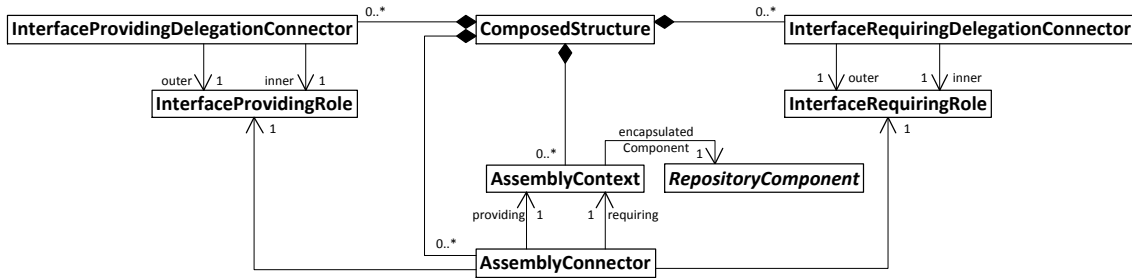 0..* 0..*
InterfaceProvidingDelegationConnector ComposedStructure InterfaceRequiringDelegationConnector
outer 1 inner 1 1 outer 1 inner
InterfaceProvidingRole InterfaceRequiringRole
1 1
encapsulated
Component
0..* 1
AssemblyContext RepositoryComponent
providing 1 1 requiring
0..*
AssemblyConnector